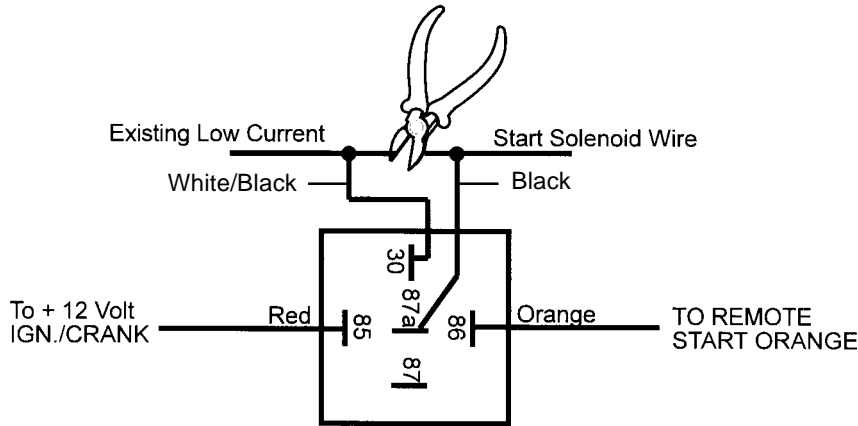 Existing Low Current
Start Solenoid Wire
White/Black
Black
30
87a
To + 12 Volt
IGN./CRANK
Red
85
86
Orange
TO REMOTE
START ORANGE
87